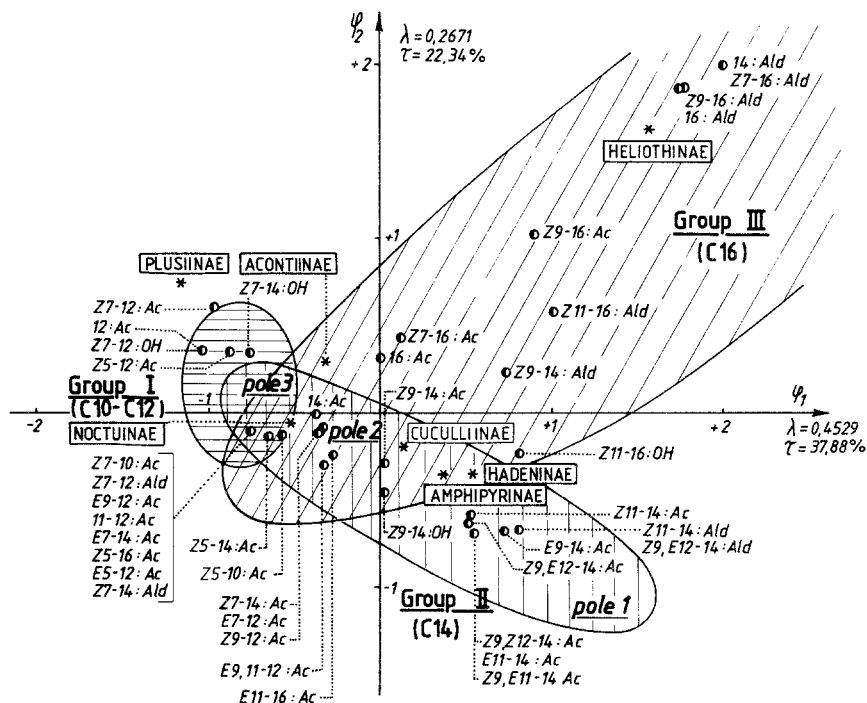 φ2
λ = 0,2671
τ = 22,34 %
+2
14 : Ald
Z7-16 : Ald
Z9-16 : Ald
16 : Ald
HELIOTHINAE
+1
Z9-16 : Ac
Group III
(C16)
PLUSIINAE
ACONTIINAE
Z7-14 : OH
Z7-12 : Ac
12 : Ac
Z7-12 : OH
Z5-12 : Ac
Z11-16 : Ald
Z7-16 : Ac
16 : Ac
Z9-14 : Ald
Group I
(C10-C12)
pole3
Z9-14 : Ac
14 : Ac
φ1
-2
-1
+1
+2
λ = 0,4529
τ = 37,88 %
NOCTUINAE
pole 2
CUCULLIINAE
Z11-16 : OH
HADENINAE
AMPHIPYRINAE
Z7-10 : Ac
Z7-12 : Ald
E9-12 : Ac
11-12 : Ac
E7-14 : Ac
Z5-16 : Ac
E5-12 : Ac
Z7-14 : Ald
Z11-14 : Ac
Z11-14 : Ald
Z9-14 : OH
E9-14 : Ac
Z9, E12-14 : Ald
Z9, E12-14 : Ac
Z5-14 : Ac
Z5-10 : Ac
-1
Z7-14 : Ac
E7-12 : Ac
Z9-12 : Ac
Group II
(C14)
pole 1
E9, 11-12 : Ac
E11-16 : Ac
Z9, Z12-14 : Ac
E11-14 : Ac
Z9, E11-14 Ac